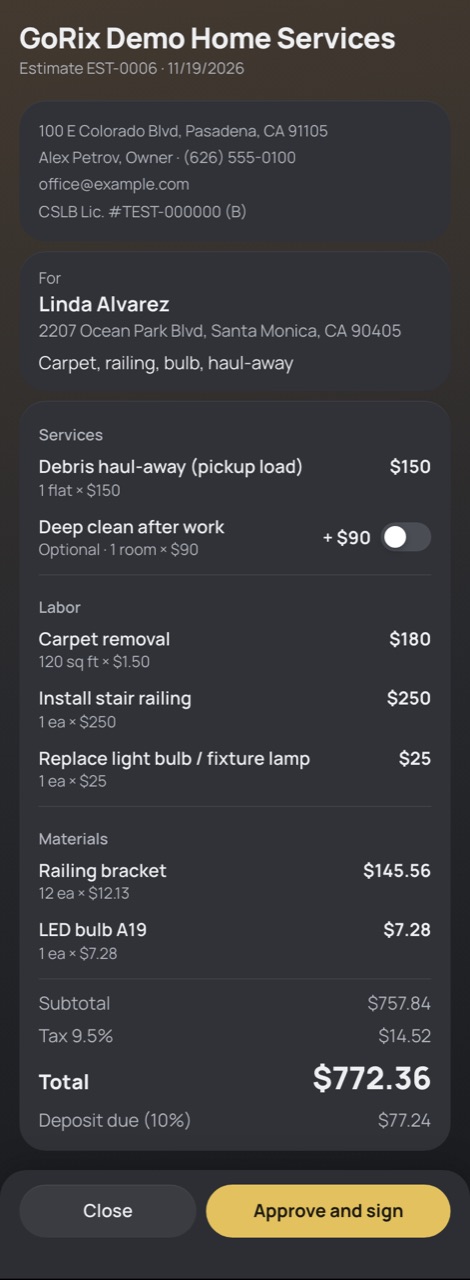 GoRix Demo Home Services
Estimate EST-0006 · 11/19/2026
100 E Colorado Blvd, Pasadena, CA 91105
Alex Petrov, Owner · (626) 555-0100
office@example.com
CSLB Lic. #TEST-000000 (B)
For
Linda Alvarez
2207 Ocean Park Blvd, Santa Monica, CA 90405
Carpet, railing, bulb, haul-away
Services
Debris haul-away (pickup load) $150
1 flat × $150
Deep clean after work + $90
Optional · 1 room × $90
Labor
Carpet removal $180
120 sq ft × $1.50
Install stair railing $250
1 ea × $250
Replace light bulb / fixture lamp $25
1 ea × $25
Materials
Railing bracket $145.56
12 ea × $12.13
LED bulb A19 $7.28
1 ea × $7.28
Subtotal $757.84
Tax 9.5% $14.52
Total $772.36
Deposit due (10%) $77.24
Close Approve and sign